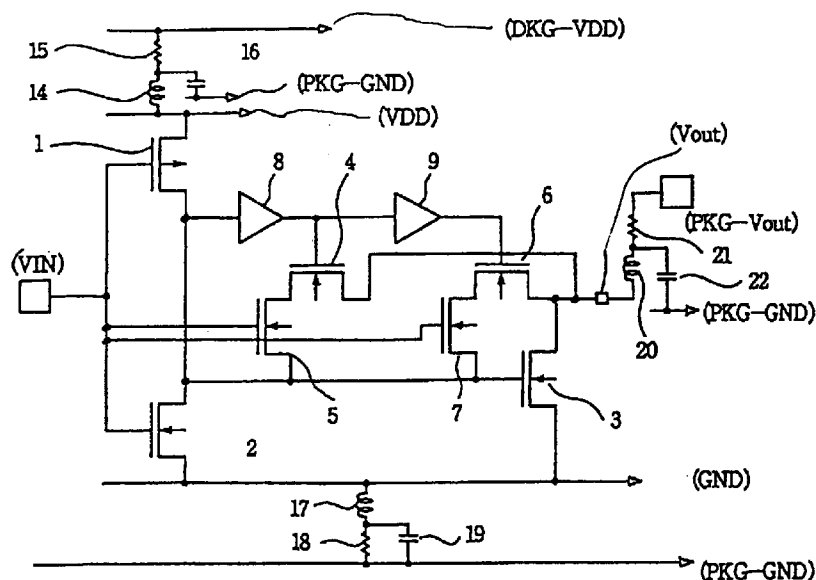 15
16
(DKG-VDD)
14
(PKG-GND)
(VDD)
1
(Vout)
8
4
9
6
(PKG-Vout)
21
(VIN)
22
(PKG-GND)
20
5
7
3
2
(GND)
17
18
19
(PKG-GND)